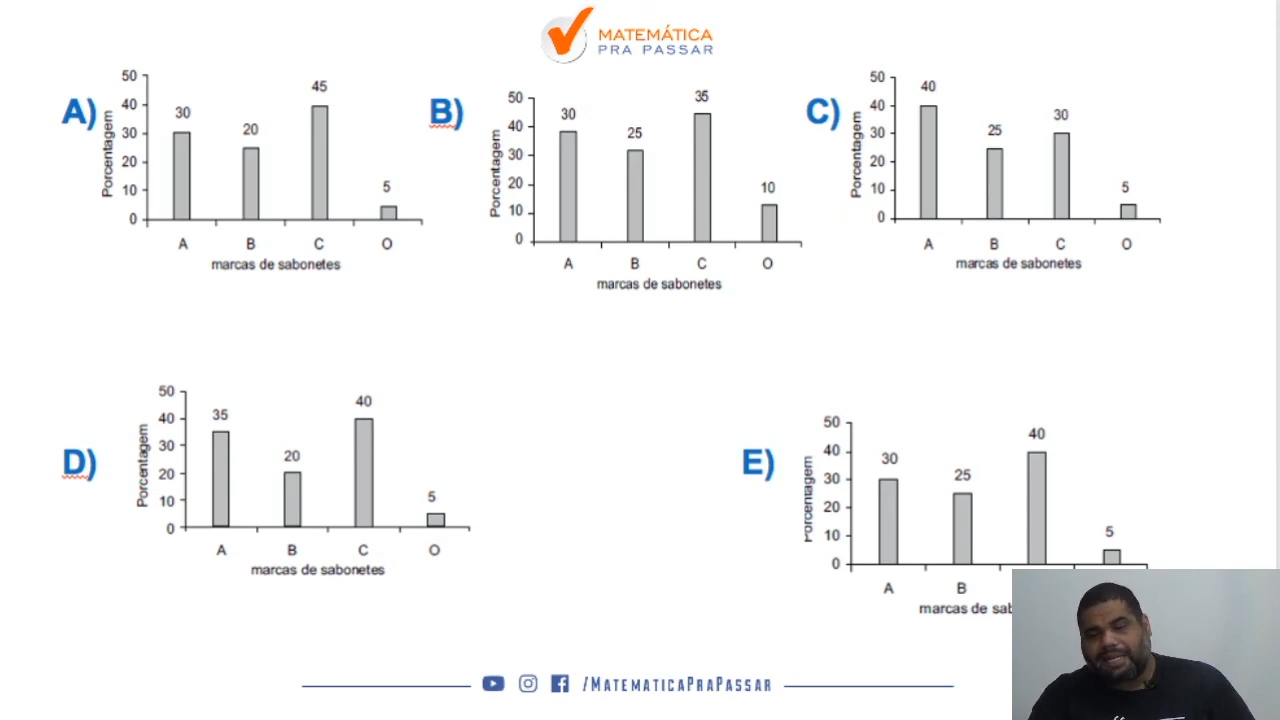 MATEMÁTICA
PRA PASSAR
A)
Porcentagem
50
40
30
20
10
0
30
20
45
5
A B C O
marcas de sabonetes
B)
Porcentagem
50
40
30
20
10
0
30
25
35
10
A B C O
marcas de sabonetes
C)
Porcentagem
50
40
30
20
10
0
40
25
30
5
A B C O
marcas de sabonetes
D)
Porcentagem
50
40
30
20
10
0
35
20
40
5
A B C O
marcas de sabonetes
E)
Porcentagem
50
40
30
20
10
0
30
25
40
5
A B
marcas de sab
/MATEMATICAPRAPASSAR